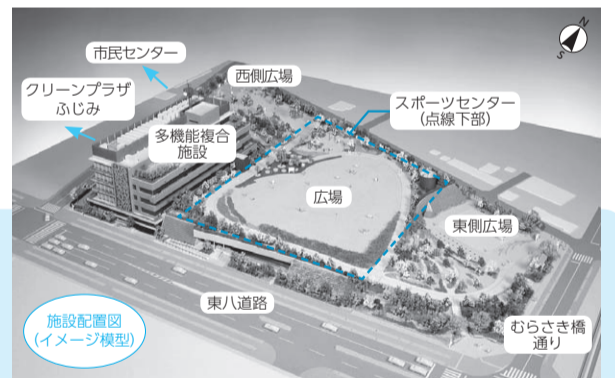 N
S
市民センター
西側広場
クリーンプラザ
ふじみ
スポーツセンター
(点線下部)
多機能複合
施設
広場
東側広場
東八道路
施設配置図
(イメージ模型)
むらさき橋
通り